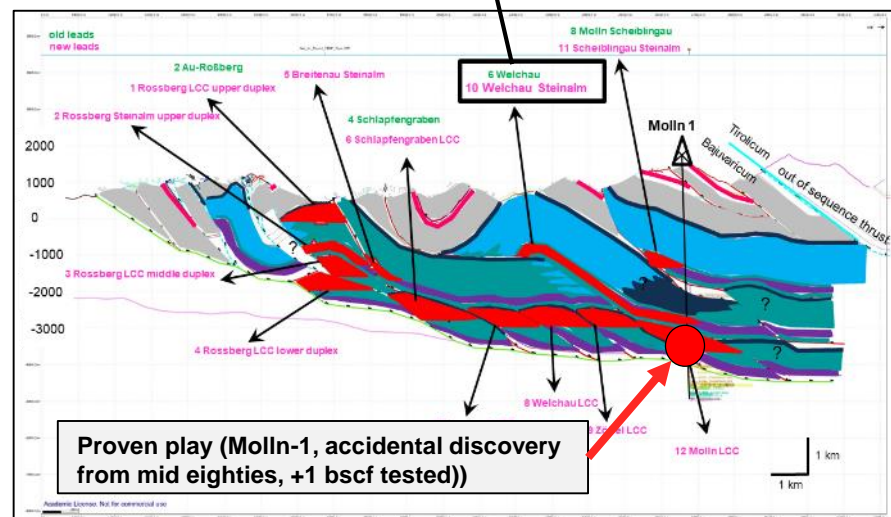 old leads
new leads
8 Molln Scheiblingau
11 Scheiblingau Steinalm
2 Au-Roßberg
1 Rossberg LCC upper duplex
5 Breitenau Steinalm
6 Welchau
10 Welchau Steinalm
2 Rossberg Steinalm upper duplex
4 Schlapfengraben
6 Schlapfengraben LCC
Molln 1
Tirolicum
Bajuvaricum
out of sequence thrust
2000
1000
0
-1000
-2000
-3000
?
?
?
3 Rossberg LCC middle duplex
4 Rossberg LCC lower duplex
8 Welchau LCC
LCC
12 Molln LCC
Proven play (Molln-1, accidental discovery
from mid eighties, +1 bscf tested))
1 km
1 km
Academic License. Not for commercial use